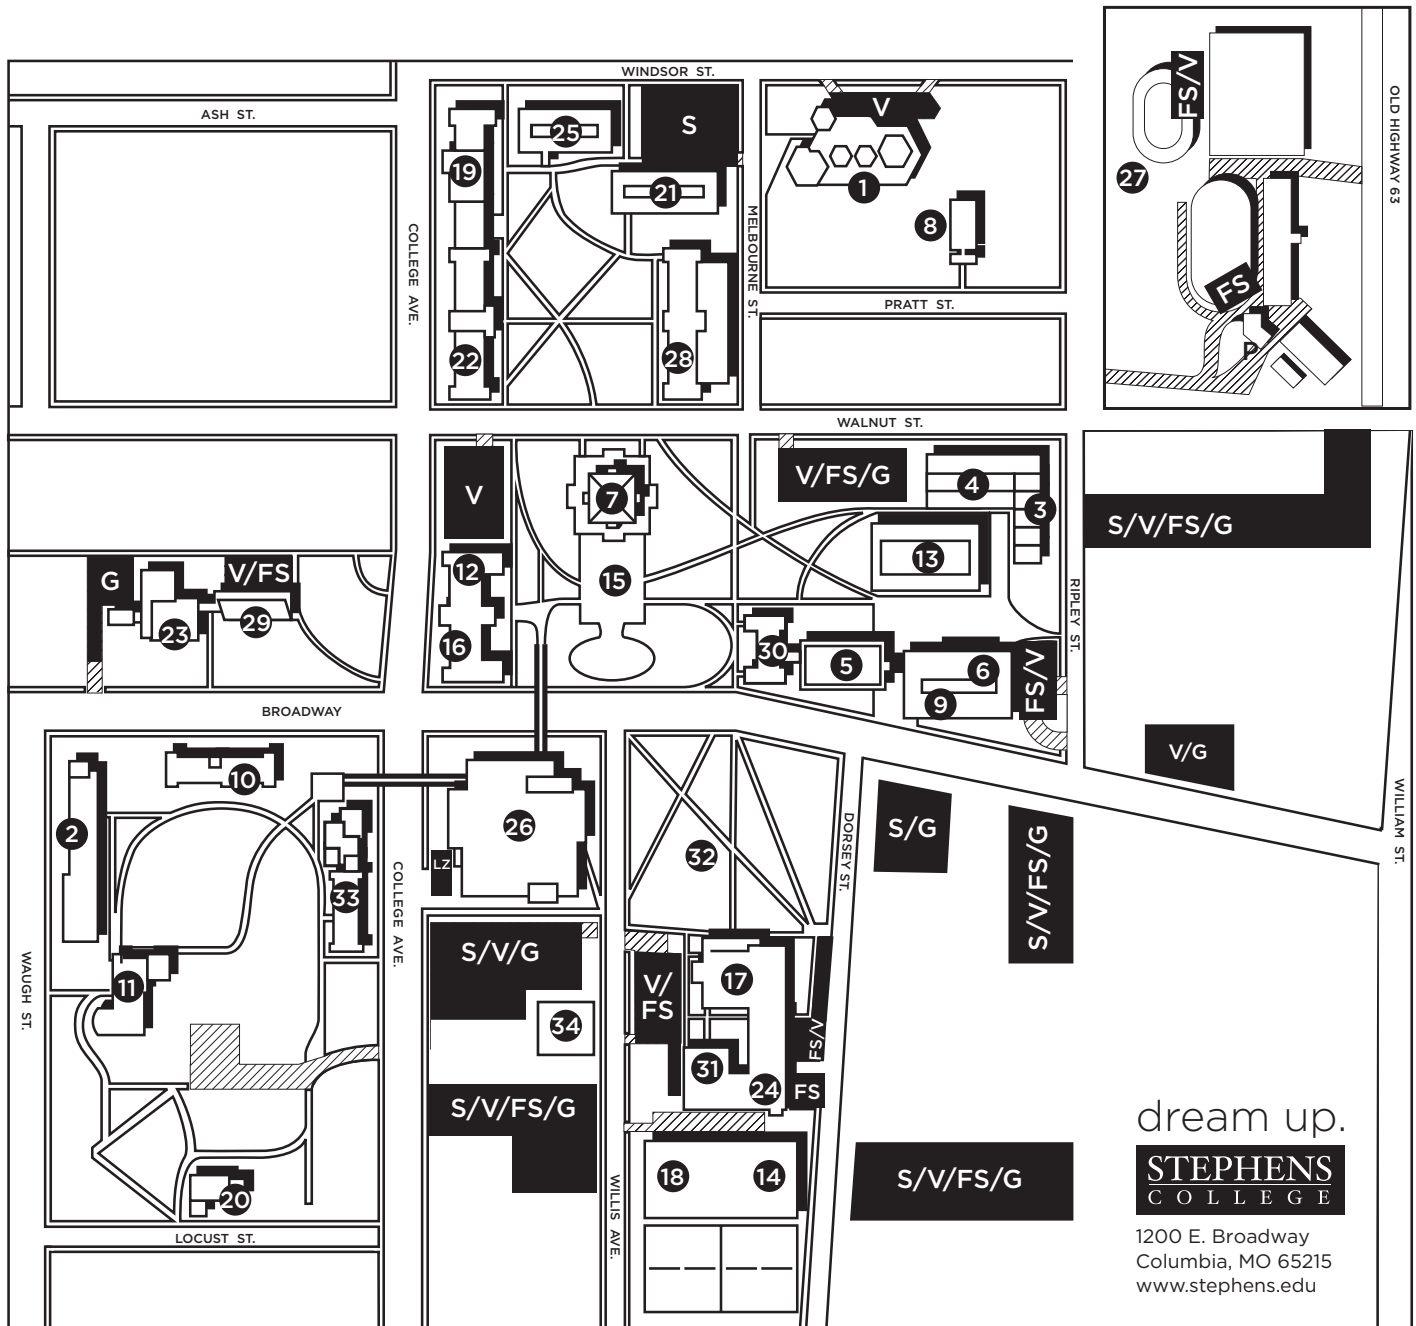 WINDSOR ST.
ASH ST.
S
V
FS/V
25
19
21
1
27
8
OLD HIGHWAY 63
COLLEGE AVE.
MELBOURNE ST.
PRATT ST.
FS
P
22
28
WALNUT ST.
V
7
V/FS/G
4
3
S/V/FS/G
G
V/FS
12
15
13
23
29
16
30
5
6
9
FS/V
RIPLEY ST.
BROADWAY
10
V/G
2
26
LZ
32
DORSEY ST.
S/G
S/V/FS/G
WILLIAM ST.
33
COLLEGE AVE.
WAUGH ST.
11
S/V/G
V/
FS
17
34
FS/V
31
24
FS
S/V/FS/G
18
14
S/V/FS/G
20
WILLIS AVE.
LOCUST ST.
dream up.
STEPHENS
COLLEGE
1200 E. Broadway
Columbia, MO 65215
www.stephens.edu